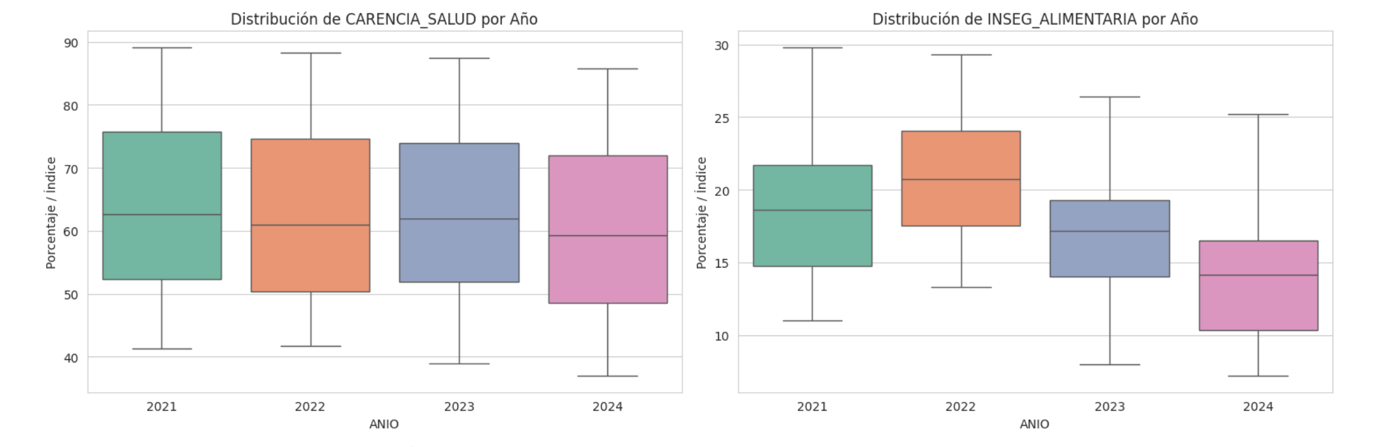 Distribución de CARENCIA_SALUD por Año
Porcentaje / Índice
90
80
70
60
50
40
2021 2022 2023 2024
ANIO
Distribución de INSEG_ALIMENTARIA por Año
Porcentaje / Índice
30
25
20
15
10
2021 2022 2023 2024
ANIO